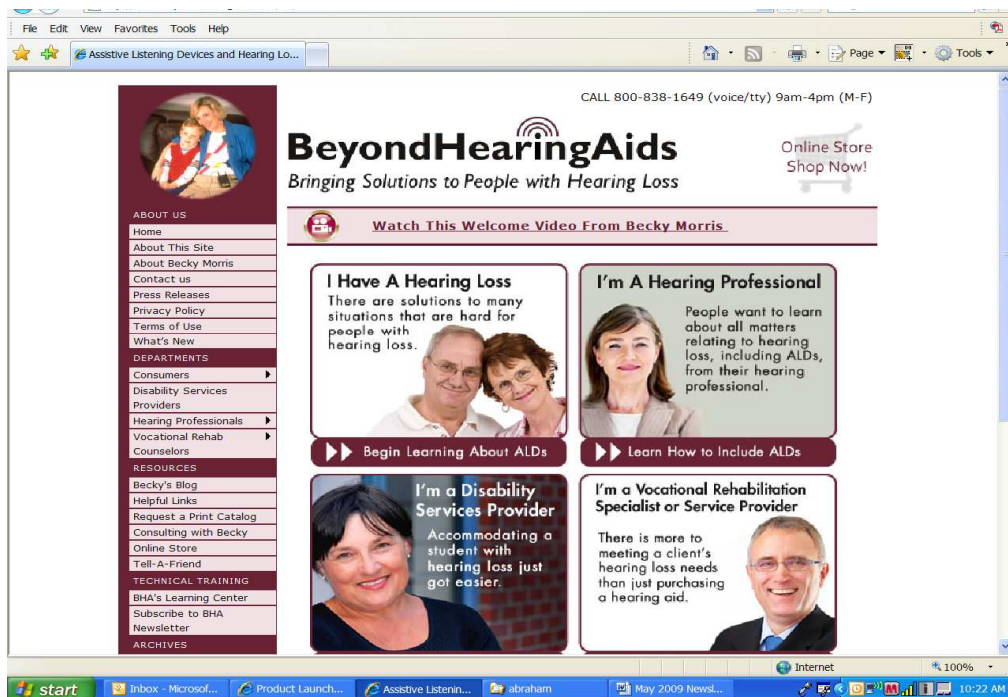 File Edit View Favorites Tools Help
Assistive Listening Devices and Hearing Lo...
Page Tools
CALL 800-838-1649 (voice/tty) 9am-4pm (M-F)
BeyondHearingAids
Bringing Solutions to People with Hearing Loss
Online Store
Shop Now!
Watch This Welcome Video From Becky Morris
ABOUT US
Home
About This Site
About Becky Morris
Contact us
Press Releases
Privacy Policy
Terms of Use
What's New
DEPARTMENTS
Consumers
Disability Services
Providers
Hearing Professionals
Vocational Rehab
Counselors
RESOURCES
Becky's Blog
Helpful Links
Request a Print Catalog
Consulting with Becky
Online Store
Tell-A-Friend
TECHNICAL TRAINING
BHA's Learning Center
Subscribe to BHA
Newsletter
ARCHIVES
I Have A Hearing Loss
There are solutions to many
situations that are hard for
people with
hearing loss.
Begin Learning About ALDs
I'm A Hearing Professional
People want to learn
about all matters
relating to hearing
loss, including ALDs,
from their hearing
professional.
Learn How to Include ALDs
I'm a Disability
Services Provider
Accommodating a
student with
hearing loss just
got easier.
I'm a Vocational Rehabilitation
Specialist or Service Provider
There is more to
meeting a client's
hearing loss needs
than just purchasing
a hearing aid.
Internet
100%
start
Inbox - Microsof...
Product Launch...
Assistive Listenin...
abraham
May 2009 Newsl...
10:22 AM